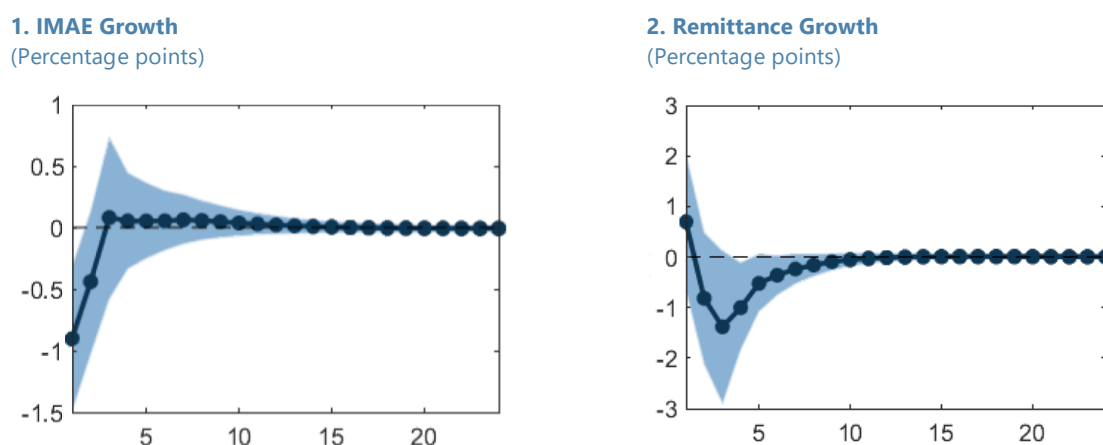 1. IMAE Growth
(Percentage points)
1
0.5
0
-0.5
-1
-1.5
5 10 15 20
2. Remittance Growth
(Percentage points)
3
2
1
0
-1
-2
-3
5 10 15 20